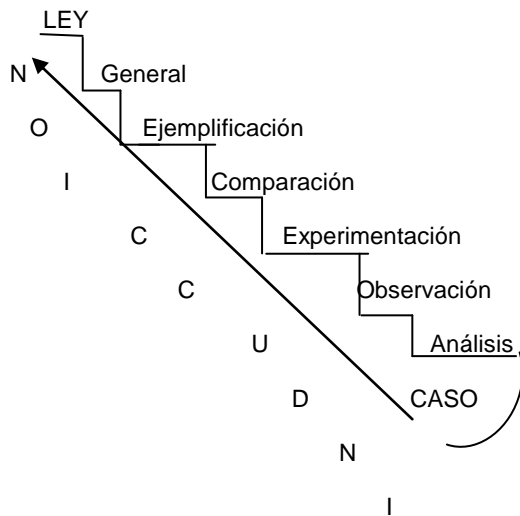 LEY
N General
O Ejemplificación
I Comparación
C Experimentación
C Observación
U Análisis
D CASO
N
I